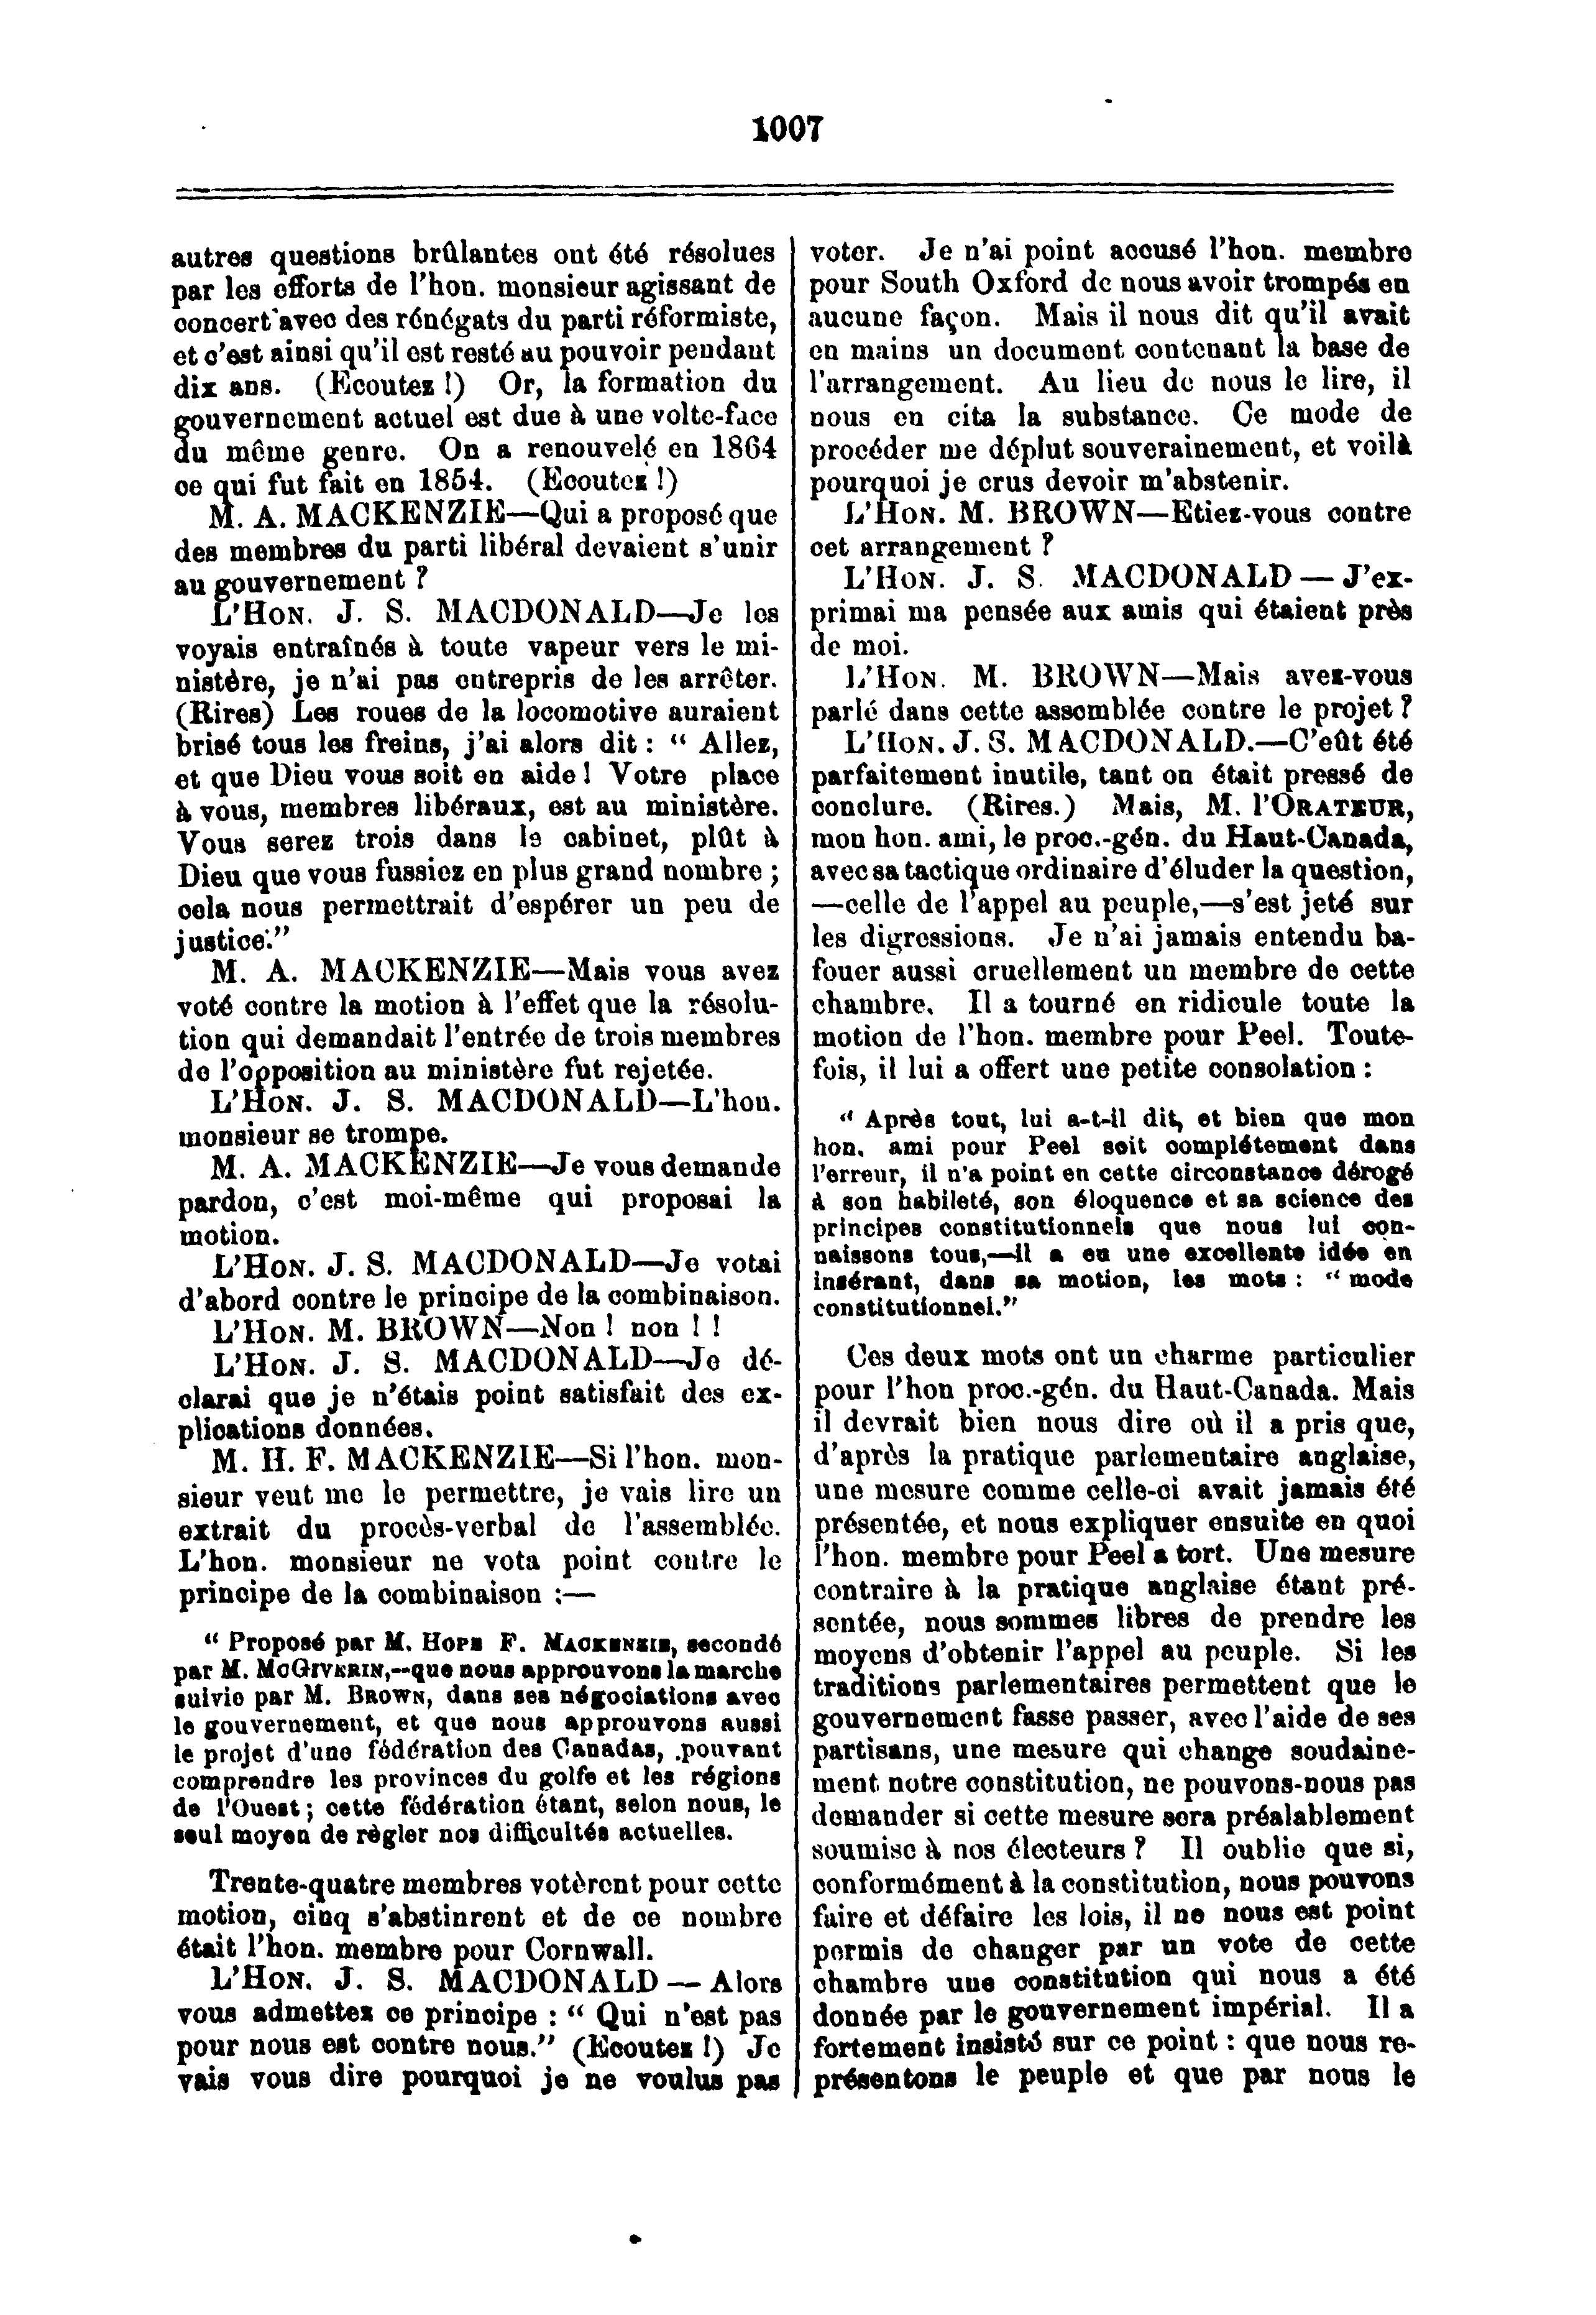 1007
autres questions brûlantes ont été résolues
par les efforts de l'hon. monsieur agissant de
concert avec des rénégats du parti réformiste,
et c'est ainsi qu'il est resté au pouvoir pendant
dix ans. (Ecoutez !) Or, la formation du
gouvernement actuel est due à une volte-face
du même genre. On a renouvelé en 1864
ce qui fut fait en 1854. (Ecoutez !)
M. A. MACKENZIE—Qui a proposé que
des membres du parti libéral devaient s'unir
au gouvernement ?
L'HON. J. S. MACDONALD—Je les
voyais entraînés à toute vapeur vers le mi-
nistère, je n'ai pas entrepris de les arrêter.
(Rires) Les roues de la locomotive auraient
brisé tous les freins, j'ai alors dit : “ Allez,
et que Dieu vous soit en aide ! Votre place
à vous, membres libéraux, est au ministère.
Vous serez trois dans le cabinet, plût à
Dieu que vous fussiez en plus grand nombre ;
cela nous permettrait d'espérer un peu de
justice.”
M. A. MACKENZIE—Mais vous avez
voté contre la motion à l'effet que la résolu-
tion qui demandait l'entrée de trois membres
de l'opposition au ministère fut rejetée.
L'HON. J. S. MACDONALD—L'hon.
monsieur se trompe.
M. A. MACKENZIE—Je vous demande
pardon, c'est moi-même qui proposai la
motion.
L'HON. J. S. MACDONALD—Je votai
d'abord contre le principe de la combinaison.
L'HON. M. BROWN—Non ! non ! !
L'HON. J. S. MACDONALD—Je dé-
clarai que je n'étais point satisfait des ex-
plications données.
M. H. F. MACKENZIE—Si l'hon. mon-
sieur veut me le permettre, je vais lire un
extrait du procès-verbal de l'assemblée.
L'hon. monsieur ne vota point contre le
principe de la combinaison :—
“ Proposé par M. HOPE F. MACKENZIE, secondé
par M. MCGIVERIN,--que nous approuvons la marche
suivie par M. BROWN, dans ses négociations avec
le gouvernement, et que nous approuvons aussi
le projet d'une fédération des Canadas, pouvant
comprendre les provinces du golfe et les régions
de l'Ouest ; cette fédération étant, selon nous, le
seul moyen de règler nos difficultés actuelles.
Trente-quatre membres votèrent pour cette
motion, cinq s'abstinrent et de ce nombre
était l'hon. membre pour Cornwall.
L'HON. J. S. MACDONALD — Alors
vous admettez ce principe : “ Qui n'est pas
pour nous est contre nous.” (Ecoutez !) Je
vais vous dire pourquoi je ne voulus pas
voter. Je n'ai point accusé l'hon. membre
pour South Oxford de nous avoir trompés en
aucune façon. Mais il nous dit qu'il avait
en mains un document contenant la base de
l'arrangement. Au lieu de nous le lire, il
nous en cita la substance. Ce mode de
procéder me déplut souverainement, et voilà
pourquoi je crus devoir m'abstenir.
L'HON. M. BROWN—Etiez-vous contre
cet arrangement ?
L'HON. J. S. MACDONALD — J'ex-
primai ma pensée aux amis qui étaient près
de moi.
L'HON. M. BROWN—Mais avez-vous
parlé dans cette assemblée contre le projet ?
L'HON. J. S. MACDONALD.—C'eût été
parfaitement inutile, tant on était pressé de
conclure. (Rires.) Mais, M. l'ORATEUR,
mon hon. ami, le proc.-gén. du Haut-Canada,
avec sa tactique ordinaire d'éluder la question,
—celle de l'appel au peuple,—s'est jeté sur
les digressions. Je n'ai jamais entendu ba-
fouer aussi cruellement un membre de cette
chambre. Il a tourné en ridicule toute la
motion de l'hon. membre pour Peel. Toute-
fois, il lui a offert une petite consolation :
“ Après tout, lui a-t-il dit, et bien que mon
hon. ami pour Peel soit complétement dans
l'erreur, il n'a point en cette circonstance dérogé
à son habileté, son éloquence et sa science des
principes constitutionnels que nous lui con-
naissons tous,—il a eu une excellente idée en
insérant, dans sa motion, les mots : “ mode
constitutionnel.”
Ces deux mots ont un charme particulier
pour l'hon proc.-gén. du Haut-Canada. Mais
il devrait bien nous dire où il a pris que,
d'après la pratique parlementaire anglaise,
une mesure comme celle-ci avait jamais été
présentée, et nous expliquer ensuite en quoi
l'hon. membre pour Peel a tort. Une mesure
contraire à la pratique anglaise étant pré-
sentée, nous sommes libres de prendre les
moyens d'obtenir l'appel au peuple. Si les
traditions parlementaires permettent que le
gouvernement fasse passer, avec l'aide de ses
partisans, une mesure qui change soudaine-
ment notre constitution, ne pouvons-nous pas
demander si cette mesure sera préalablement
soumise à nos électeurs ? Il oublie que si,
conformément à la constitution, nous pouvons
faire et défaire les lois, il ne nous est point
permis de changer par un vote de cette
chambre une constitution qui nous a été
donnée par le gouvernement impérial. Il a
fortement insisté sur ce point : que nous re-
présentons le peuple et que par nous le